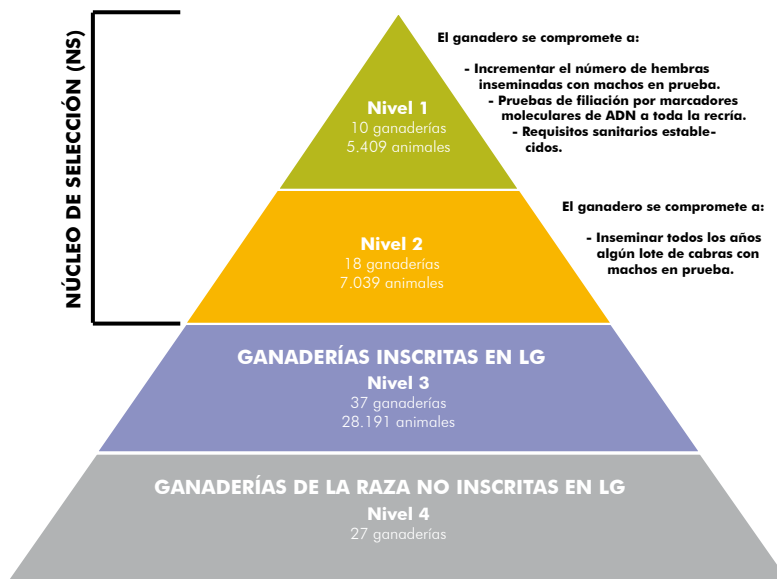 NÚCLEO DE SELECCIÓN (NS)
El ganadero se compromete a:
- Incrementar el número de hembras
inseminadas con machos en prueba.
- Pruebas de filiación por marcadores
moleculares de ADN a toda la recría.
- Requisitos sanitarios estable-
cidos.
Nivel 1
10 ganaderías
5.409 animales
El ganadero se compromete a:
- Inseminar todos los años
algún lote de cabras con
machos en prueba.
Nivel 2
18 ganaderías
7.039 animales
GANADERÍAS INSCRITAS EN LG
Nivel 3
37 ganaderías
28.191 animales
GANADERÍAS DE LA RAZA NO INSCRITAS EN LG
Nivel 4
27 ganaderías